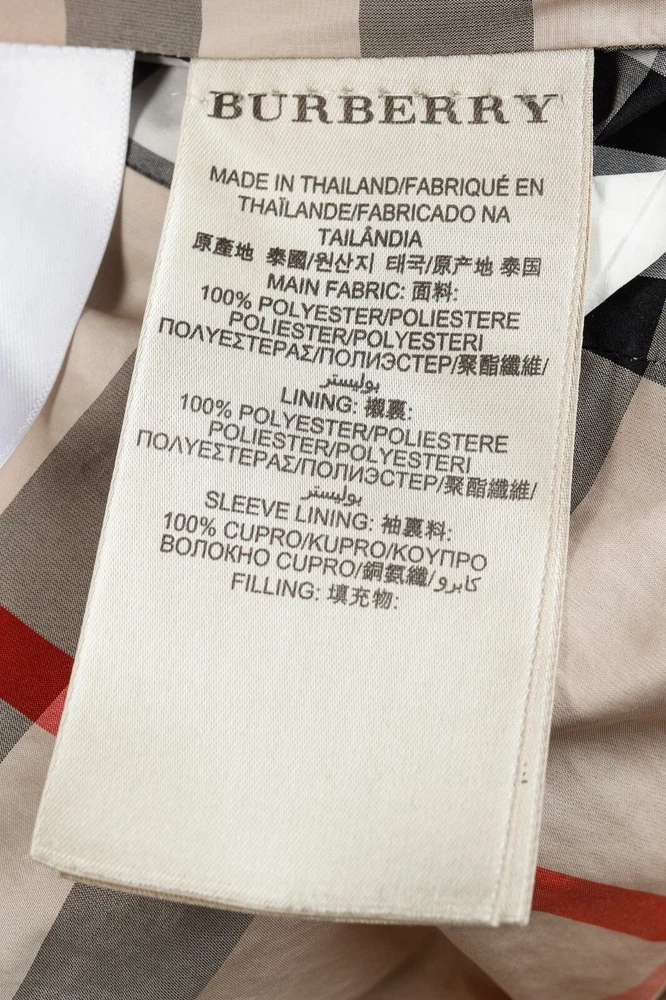 BURBERRY
MADE IN THAILAND/FABRIQUÉ EN
THAÏLANDE/FABRICADO NA
TAILÂNDIA
原產地 泰國/원산지 태국/原产地 泰国
MAIN FABRIC: 面料:
100% POLYESTER/POLIESTERE
POLIESTER/POLYESTERI
ΠΟΛΥΕΣΤΕΡΑΣ/ПОЛИЭСТЕР/聚酯纖維/
بوليستر
LINING: 襯裏:
100% POLYESTER/POLIESTERE
POLIESTER/POLYESTERI
ΠΟΛΥΕΣΤΕΡΑΣ/ПОЛИЭСТЕР/聚酯纖維/
بوليستر
SLEEVE LINING: 袖裏料:
100% CUPRO/KUPRO/ΚΟΥΠΡΟ
ВОЛОКНО CUPRO/銅氨纖/كابرو
FILLING: 填充物: